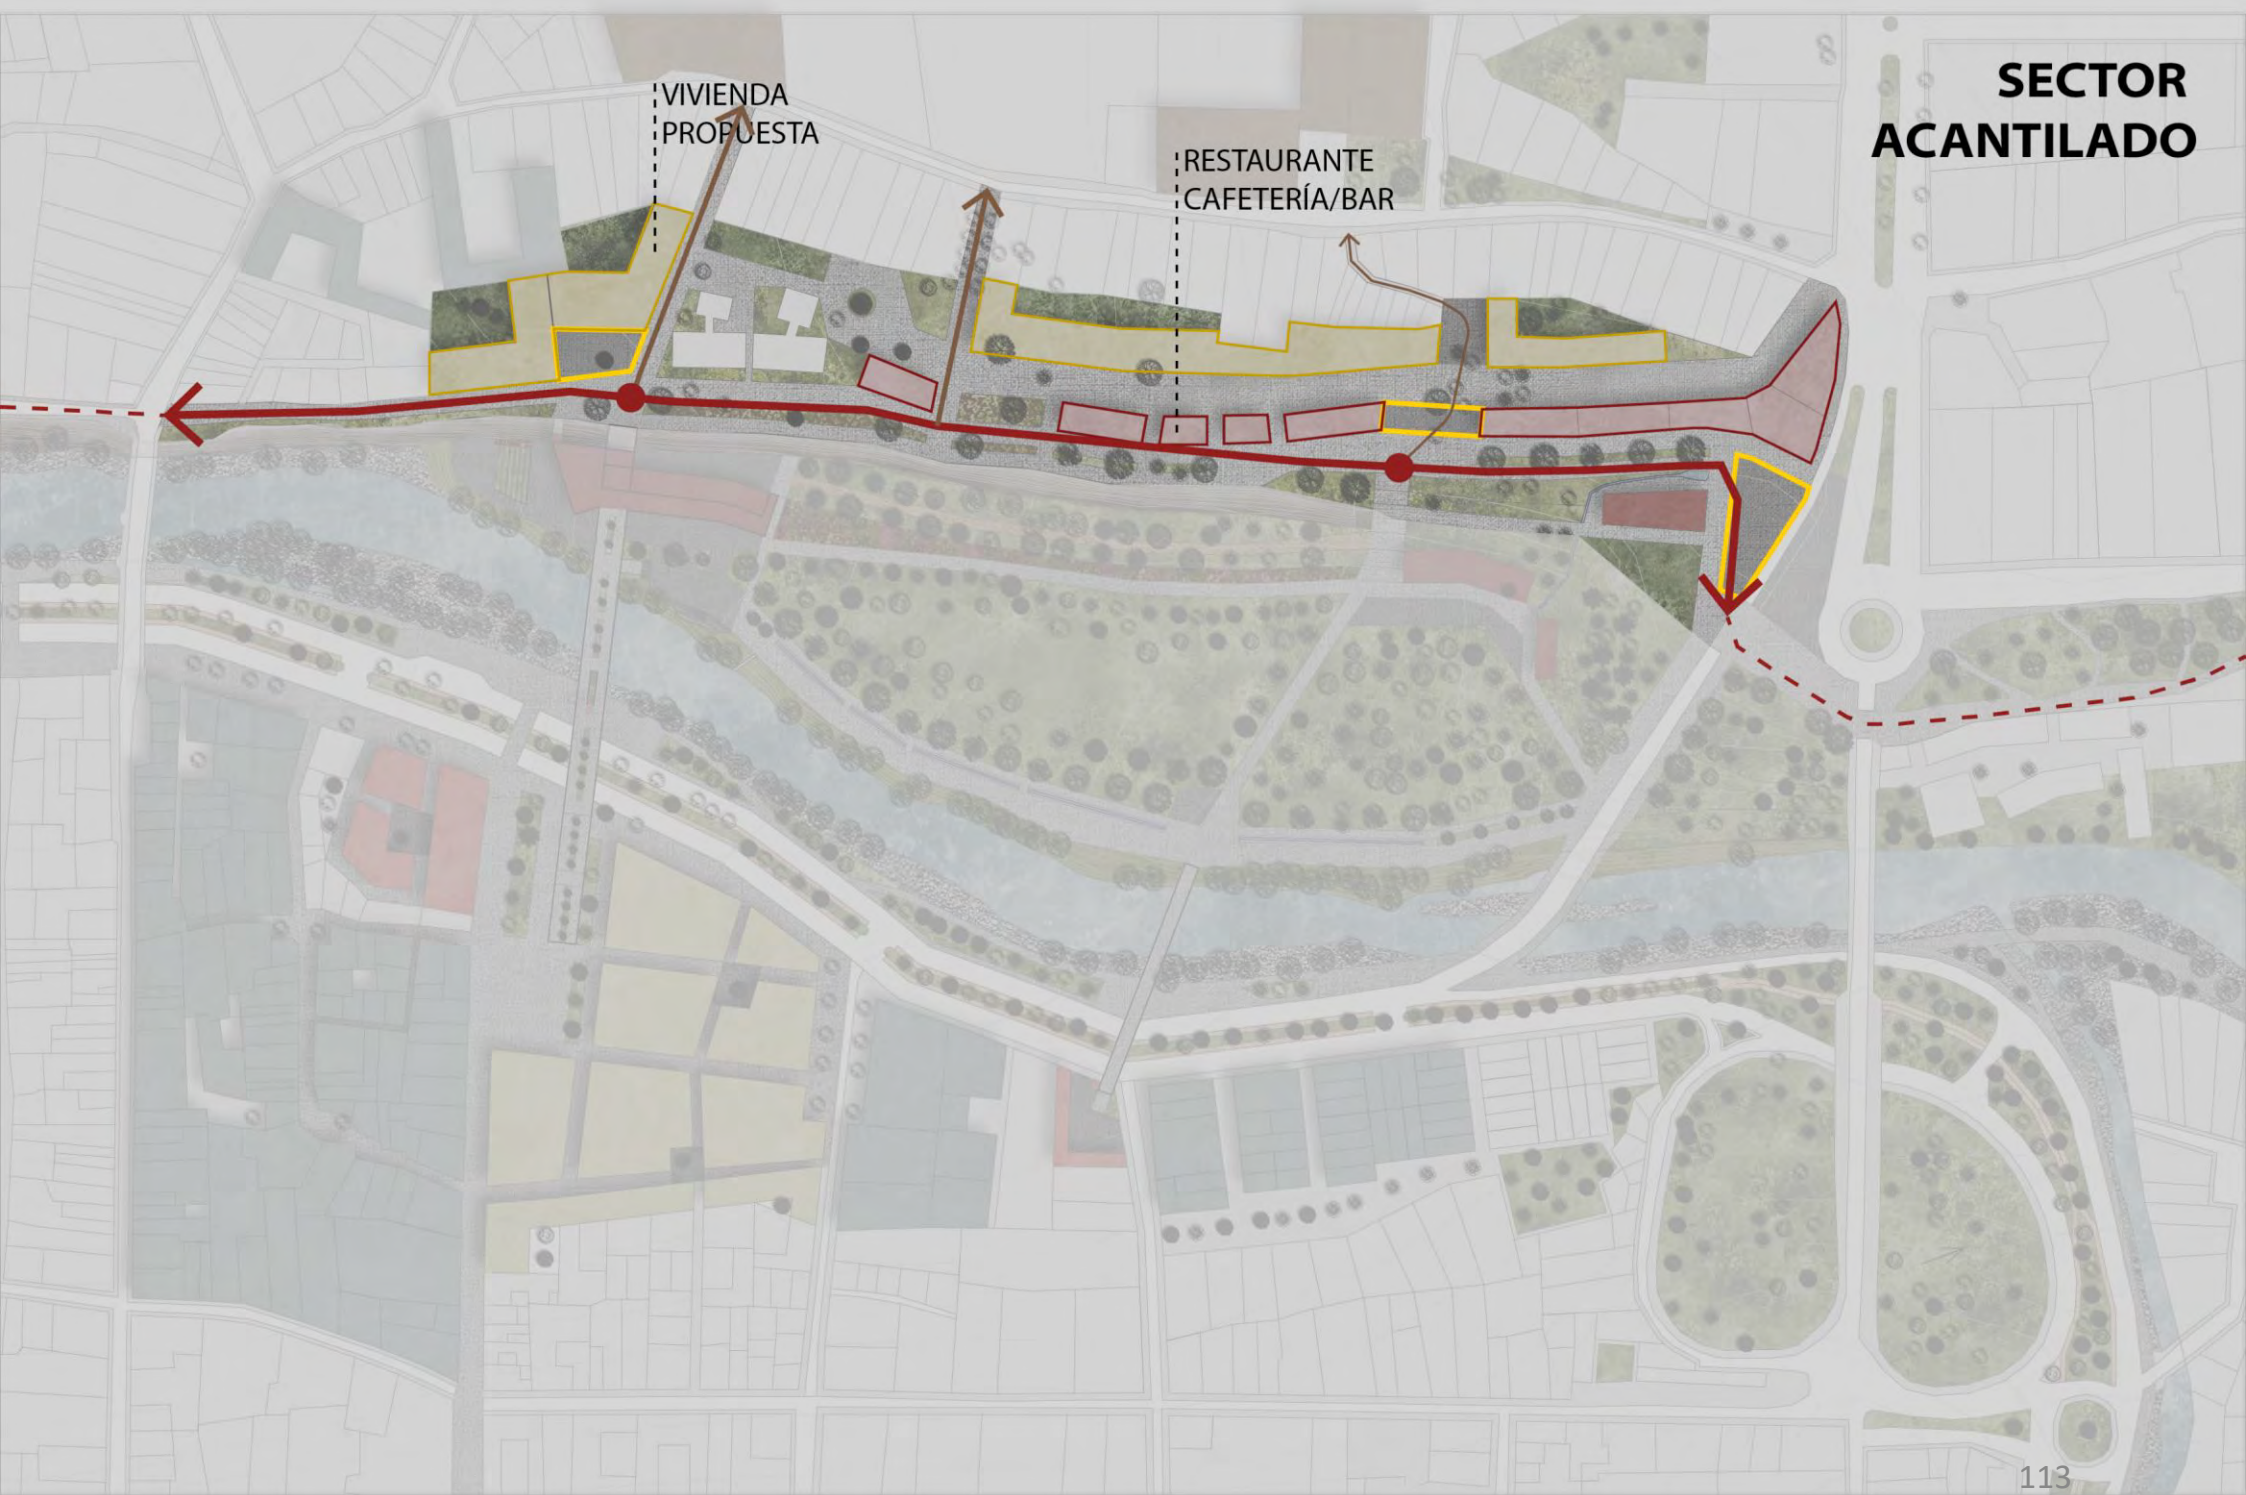 SECTOR
ACANTILADO
VIVIENDA
PROPUESTA
RESTAURANTE
CAFETERÍA/BAR
113